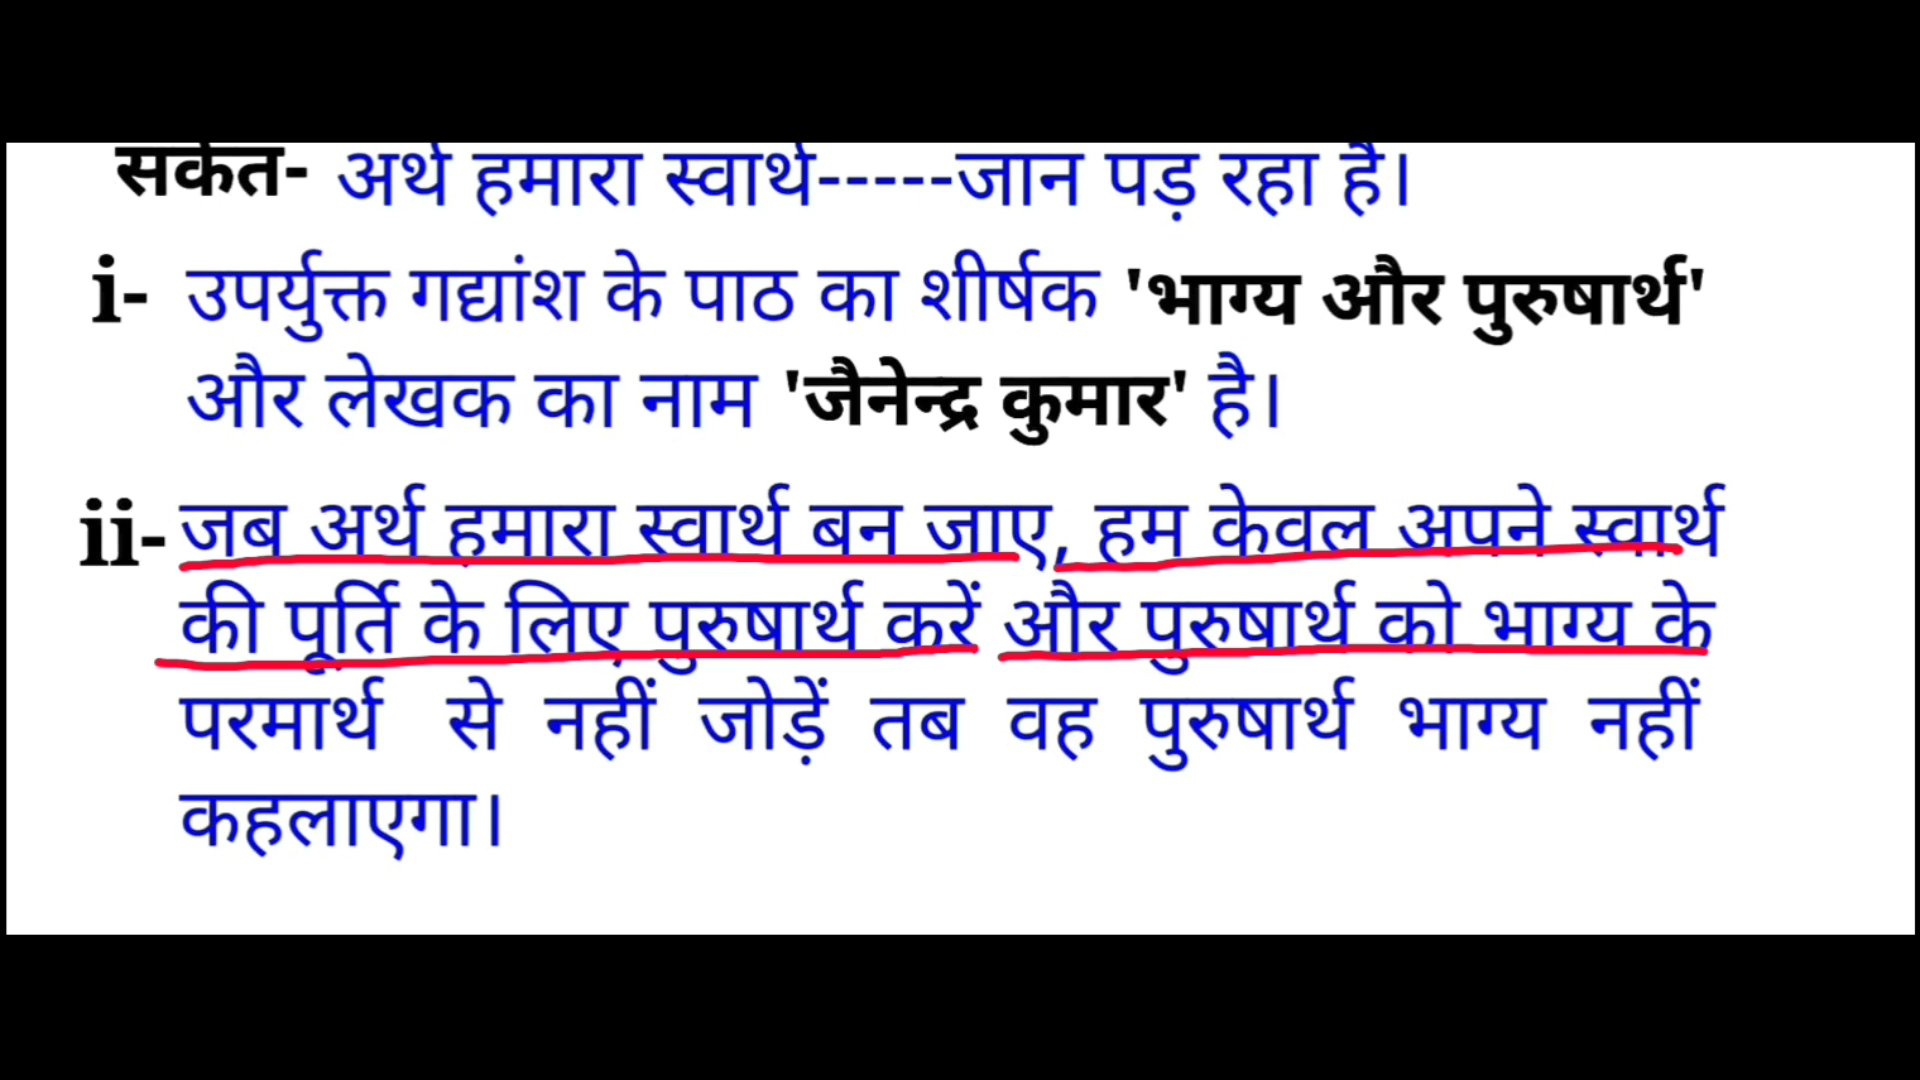 सकेत- अर्थ हमारा स्वार्थ-----जान पड़ रहा है।
i- उपर्युक्त गद्यांश के पाठ का शीर्षक 'भाग्य और पुरुषार्थ'
और लेखक का नाम 'जैनेन्द्र कुमार' है।
ii- जब अर्थ हमारा स्वार्थ बन जाए, हम केवल अपने स्वार्थ
की पूर्ति के लिए पुरुषार्थ करें और पुरुषार्थ को भाग्य के
परमार्थ से नहीं जोड़ें तब वह पुरुषार्थ भाग्य नहीं
कहलाएगा।